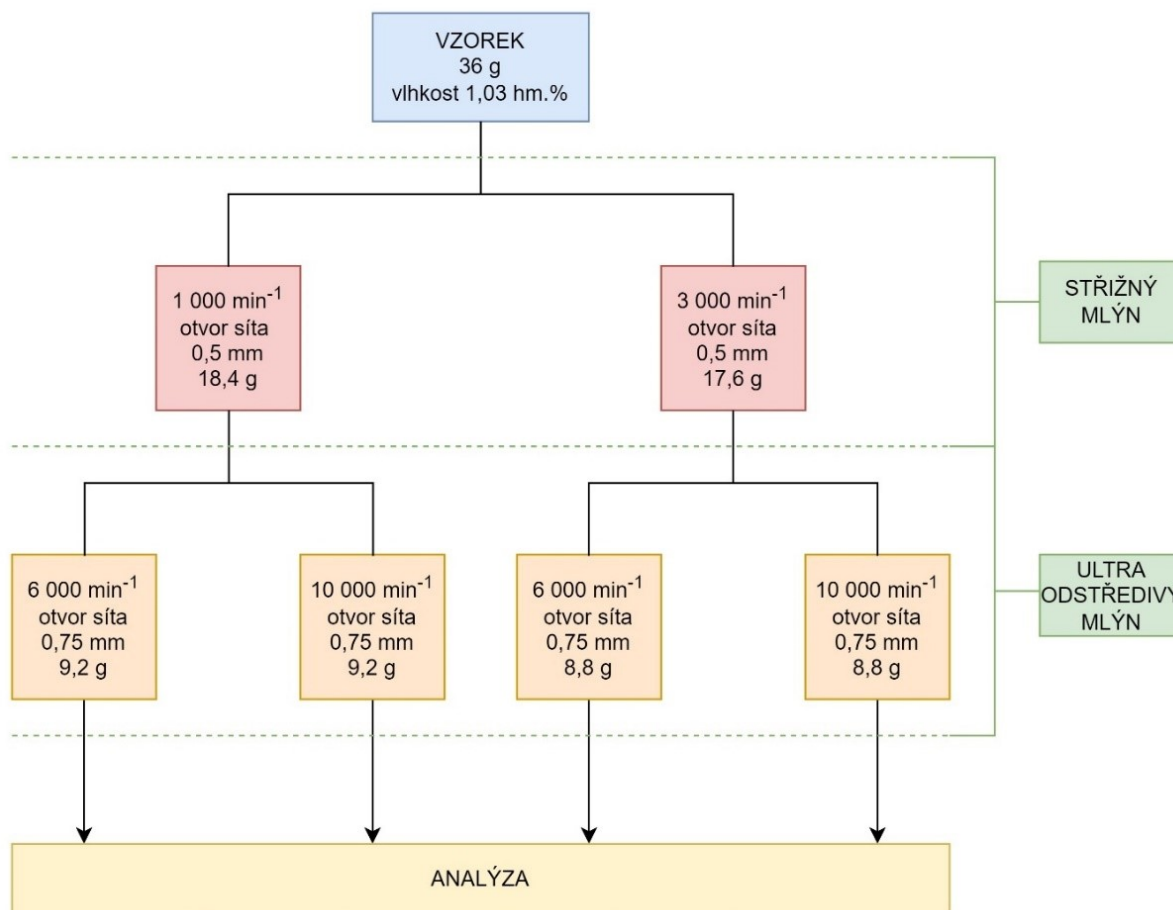 VZOREK
36 g
vlhkost 1,03 hm.%
1 000 min⁻¹
otvor síta
0,5 mm
18,4 g
3 000 min⁻¹
otvor síta
0,5 mm
17,6 g
STŘIŽNÝ
MLÝN
6 000 min⁻¹
otvor síta
0,75 mm
9,2 g
10 000 min⁻¹
otvor síta
0,75 mm
9,2 g
6 000 min⁻¹
otvor síta
0,75 mm
8,8 g
10 000 min⁻¹
otvor síta
0,75 mm
8,8 g
ULTRA
ODSTŘEDIVÝ
MLÝN
ANALÝZA